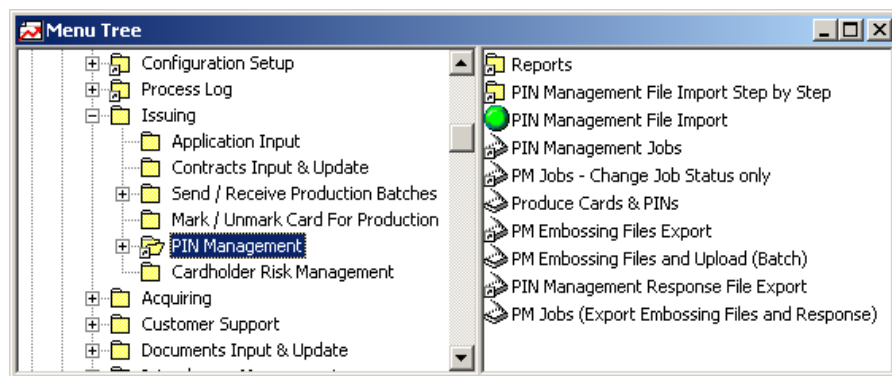 Menu Tree
Configuration Setup
Process Log
Issuing
Application Input
Contracts Input & Update
Send / Receive Production Batches
Mark / Unmark Card For Production
PIN Management
Cardholder Risk Management
Acquiring
Customer Support
Documents Input & Update
Reports
PIN Management File Import Step by Step
PIN Management File Import
PIN Management Jobs
PM Jobs - Change Job Status only
Produce Cards & PINs
PM Embossing Files Export
PM Embossing Files and Upload (Batch)
PIN Management Response File Export
PM Jobs (Export Embossing Files and Response)